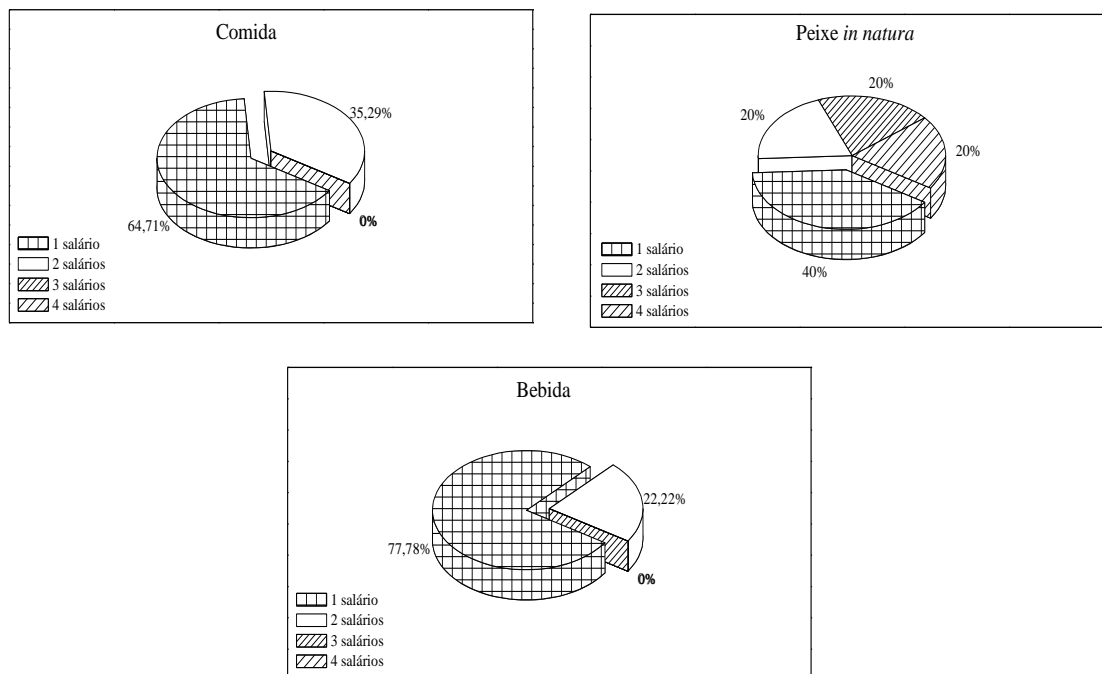 Comida
35,29%
64,71%
0%
1 salário
2 salários
3 salários
4 salários
Peixe in natura
20%
20%
20%
40%
1 salário
2 salários
3 salários
4 salários
Bebida
22,22%
77,78%
0%
1 salário
2 salários
3 salários
4 salários